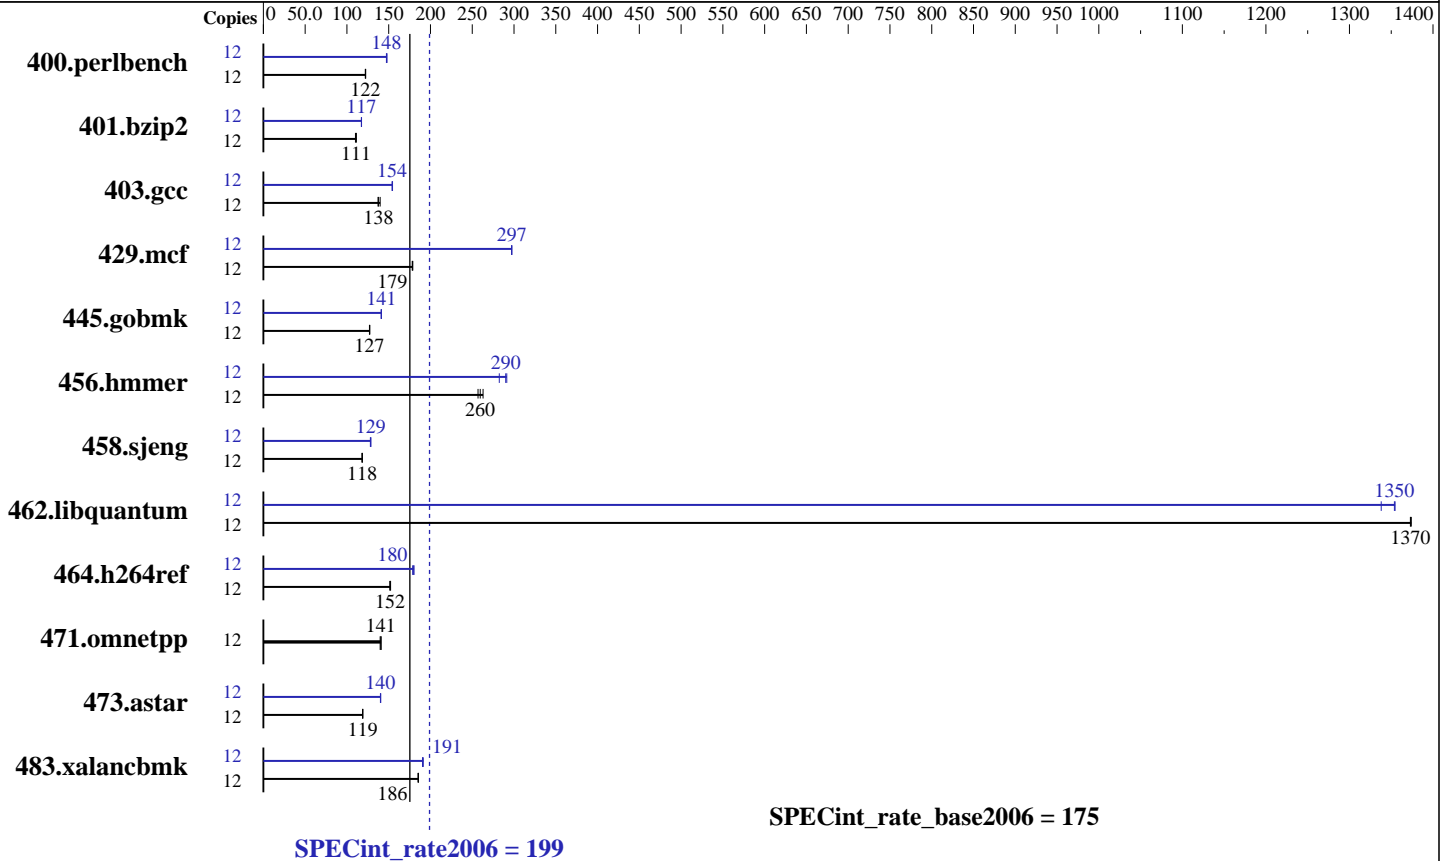 Copies 0 50.0 100 150 200 250 300 350 400 450 500 550 600 650 700 750 800 850 900 950 1000 1100 1200 1300 1400
400.perlbench 12 148
12 122
401.bzip2 12 117
12 111
403.gcc 12 154
12 138
429.mcf 12 297
12 179
445.gobmk 12 141
12 127
456.hmmer 12 290
12 260
458.sjeng 12 129
12 118
462.libquantum 12 1350
12 1370
464.h264ref 12 180
12 152
471.omnetpp 12 141
473.astar 12 140
12 119
483.xalancbmk 12 191
12 186
SPECint_rate_base2006 = 175
SPECint_rate2006 = 199